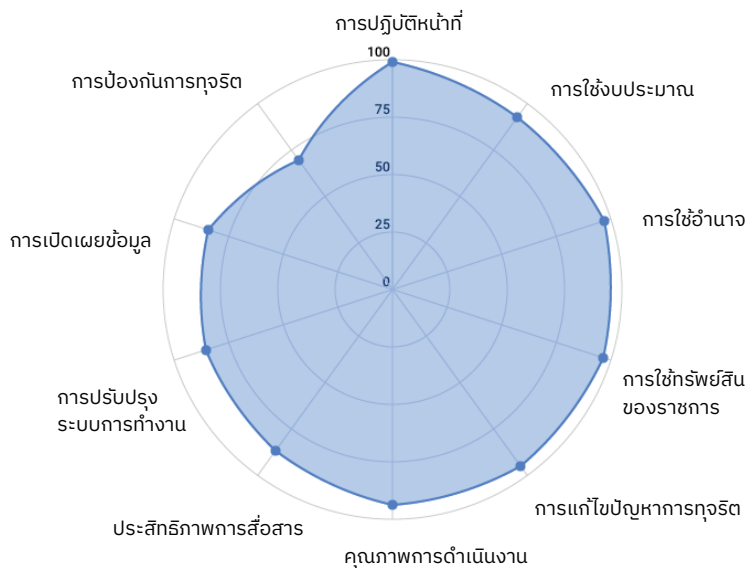 การปฏิบัติหน้าที่
100
การป้องกันการทุจริต
การใช้งบประมาณ
75
50
การใช้อำนาจ
25
การเปิดเผยข้อมูล
0
การใช้ทรัพย์สิน
ของราชการ
การปรับปรุง
ระบบการทำงาน
การแก้ไขปัญหาการทุจริต
ประสิทธิภาพการสื่อสาร
คุณภาพการดำเนินงาน